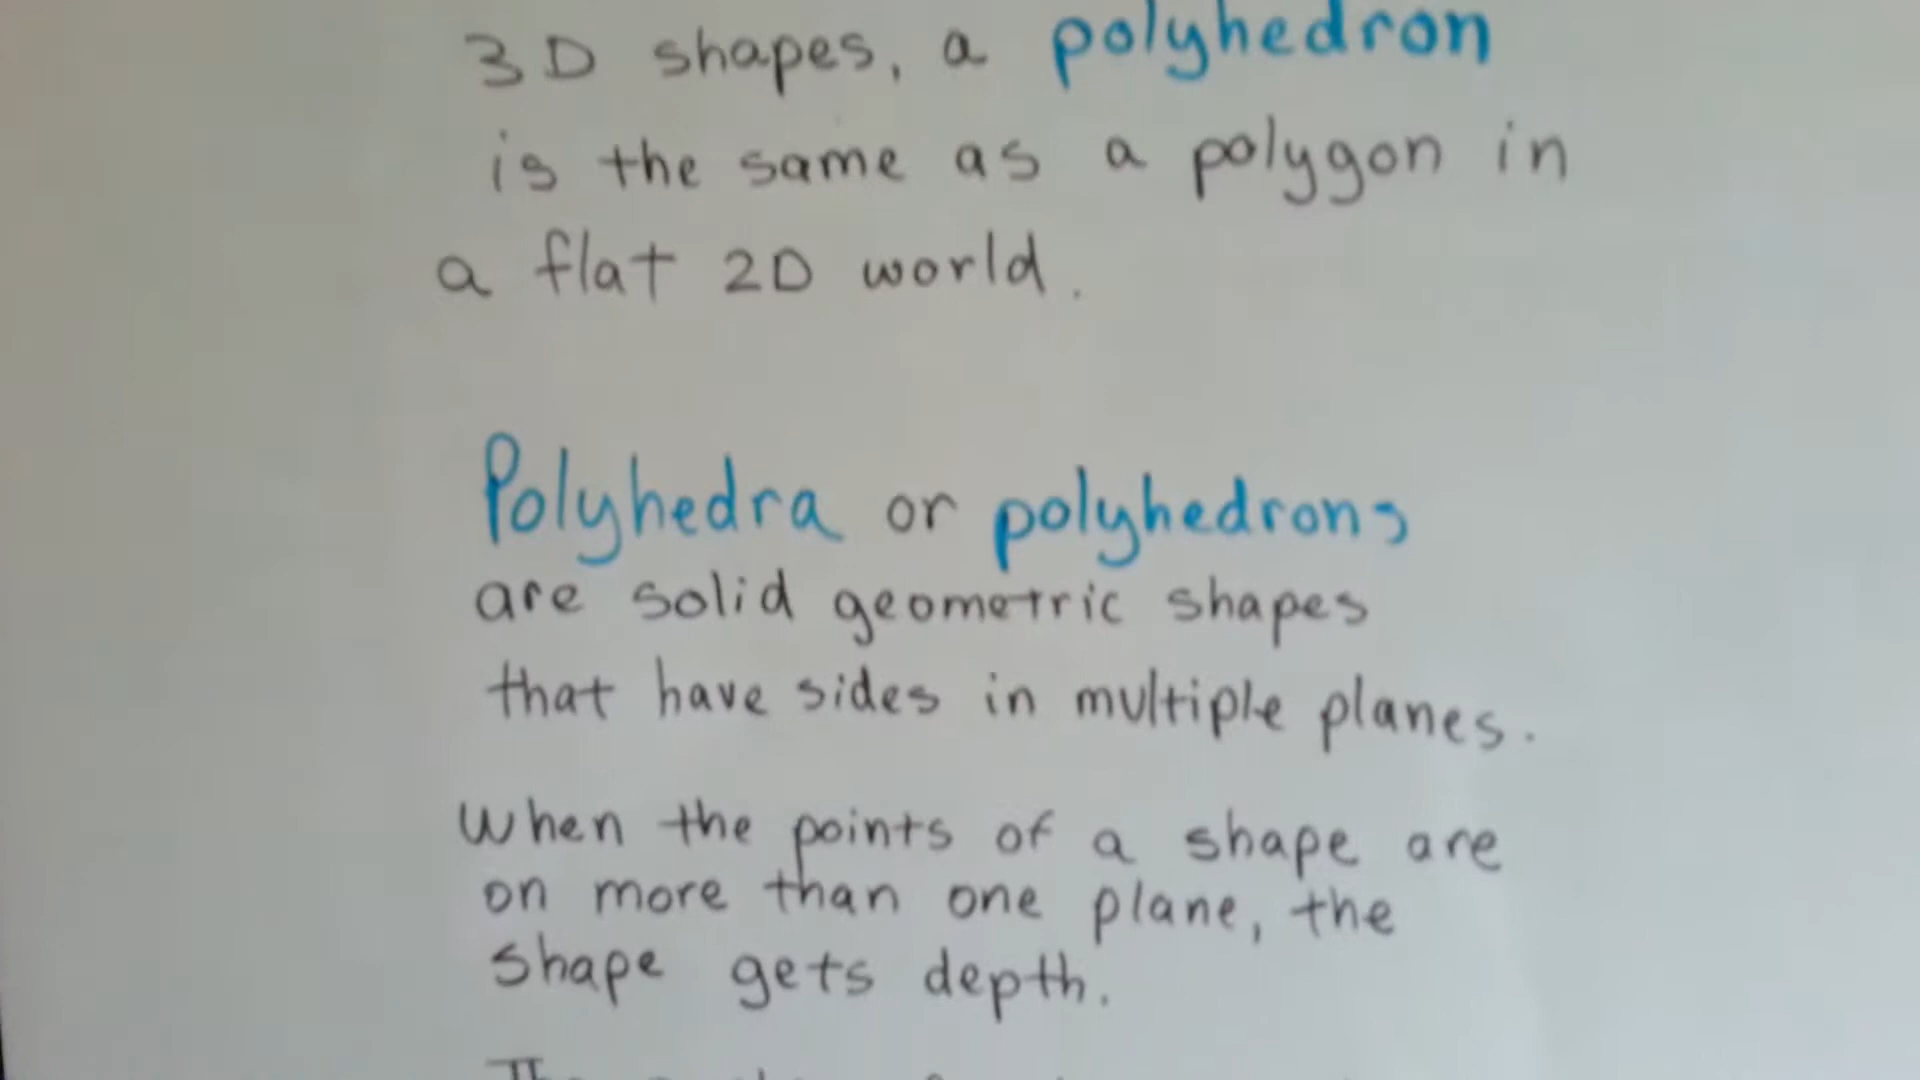 3D shapes, a polyhedron
is the same as a polygon in
a flat 2D world.
Polyhedra or polyhedrons
are solid geometric shapes
that have sides in multiple planes.
When the points of a shape are
on more than one plane, the
shape gets depth.